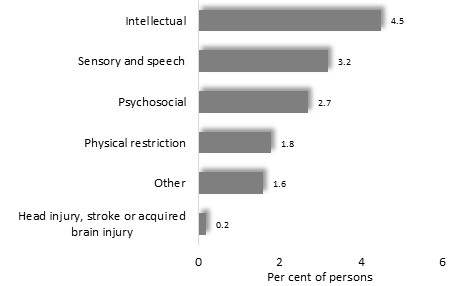 Intellectual 4.5
Sensory and speech 3.2
Psychosocial 2.7
Physical restriction 1.8
Other 1.6
Head injury, stroke or acquired
brain injury 0.2
0 2 4 6
Per cent of persons